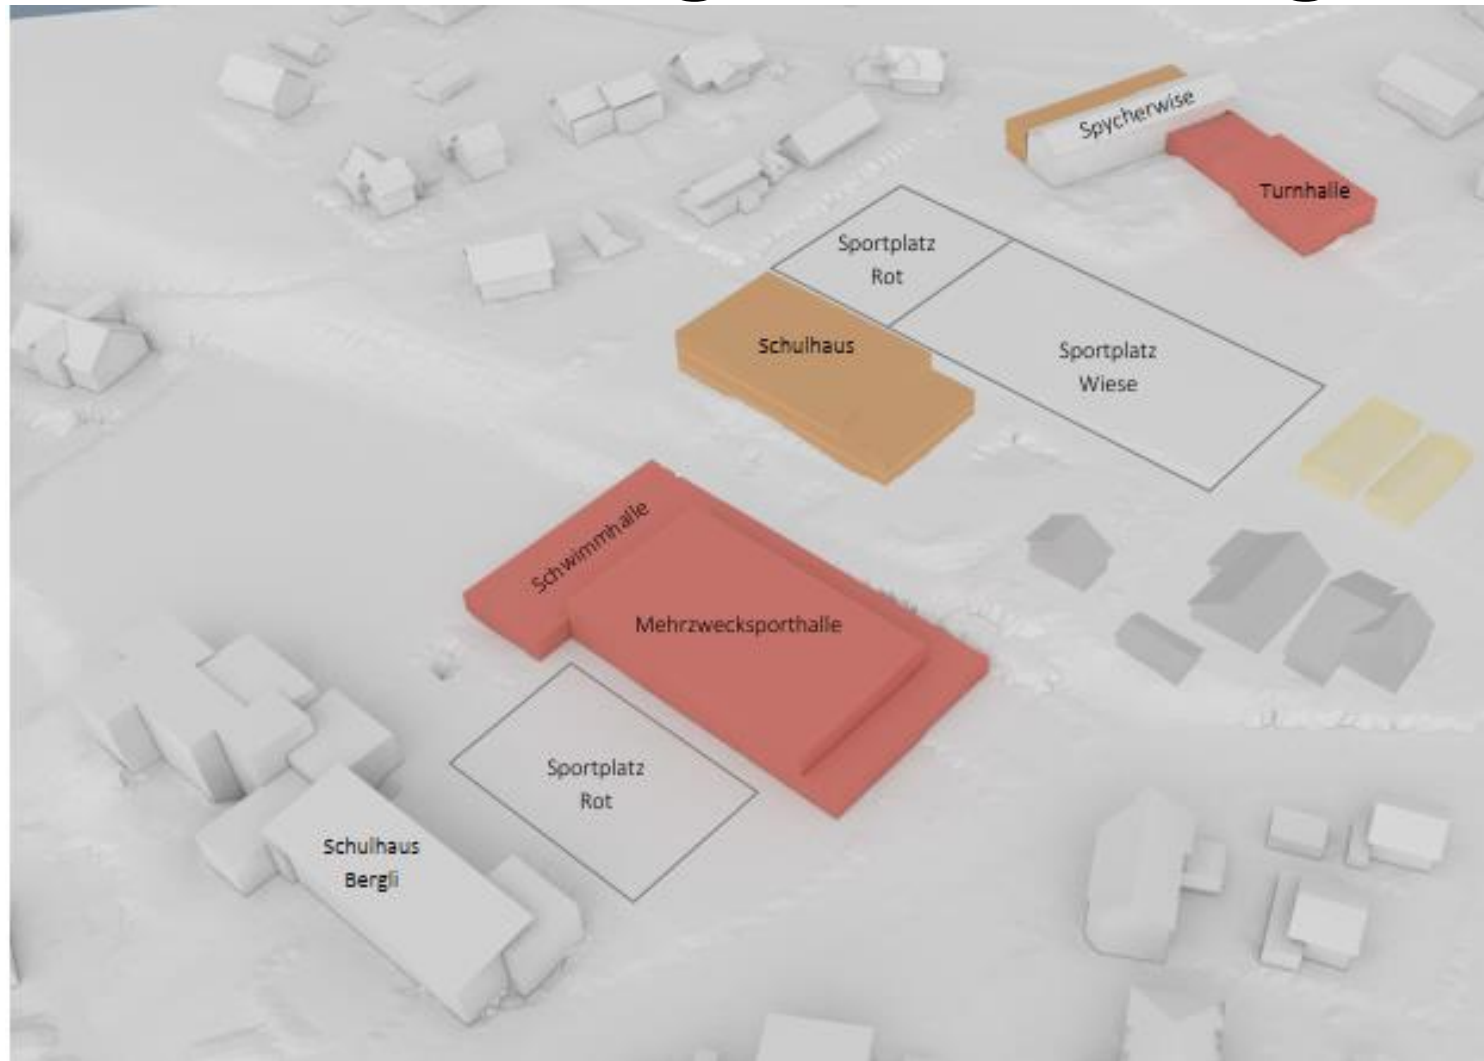 Spycherwise
Turnhalle
Sportplatz
Rot
Schulhaus
Sportplatz
Wiese
Schwimmhalle
Mehrzwecksporthalle
Sportplatz
Rot
Schulhaus
Bergli